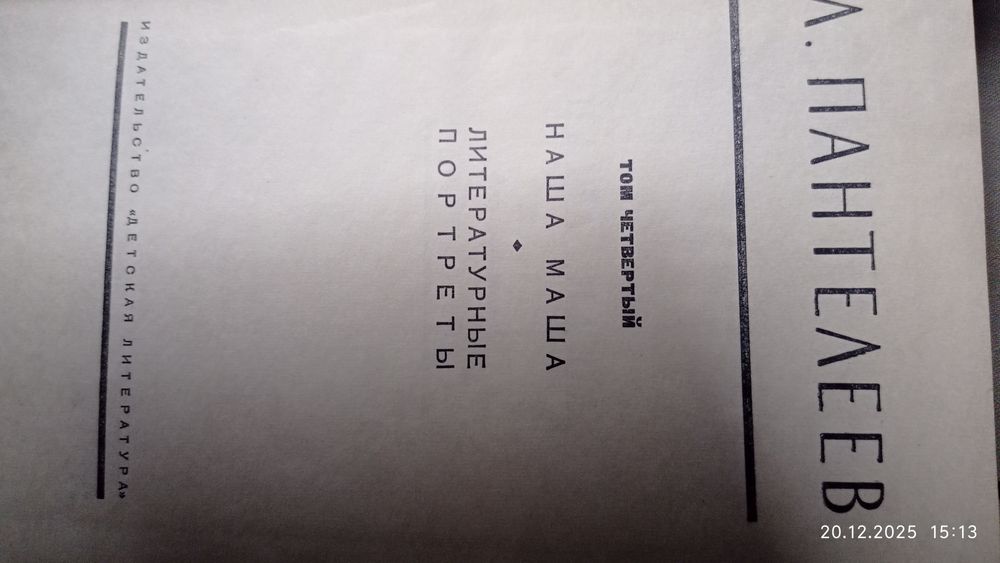 Л. ПАНТЕЛЕЕВ
ТОМ ЧЕТВЕРТЫЙ
НАША МАША
ЛИТЕРАТУРНЫЕ
ПОРТРЕТЫ
ИЗДАТЕЛЬСТВО «ДЕТСКАЯ ЛИТЕРАТУРА»
20.12.2025 15:13